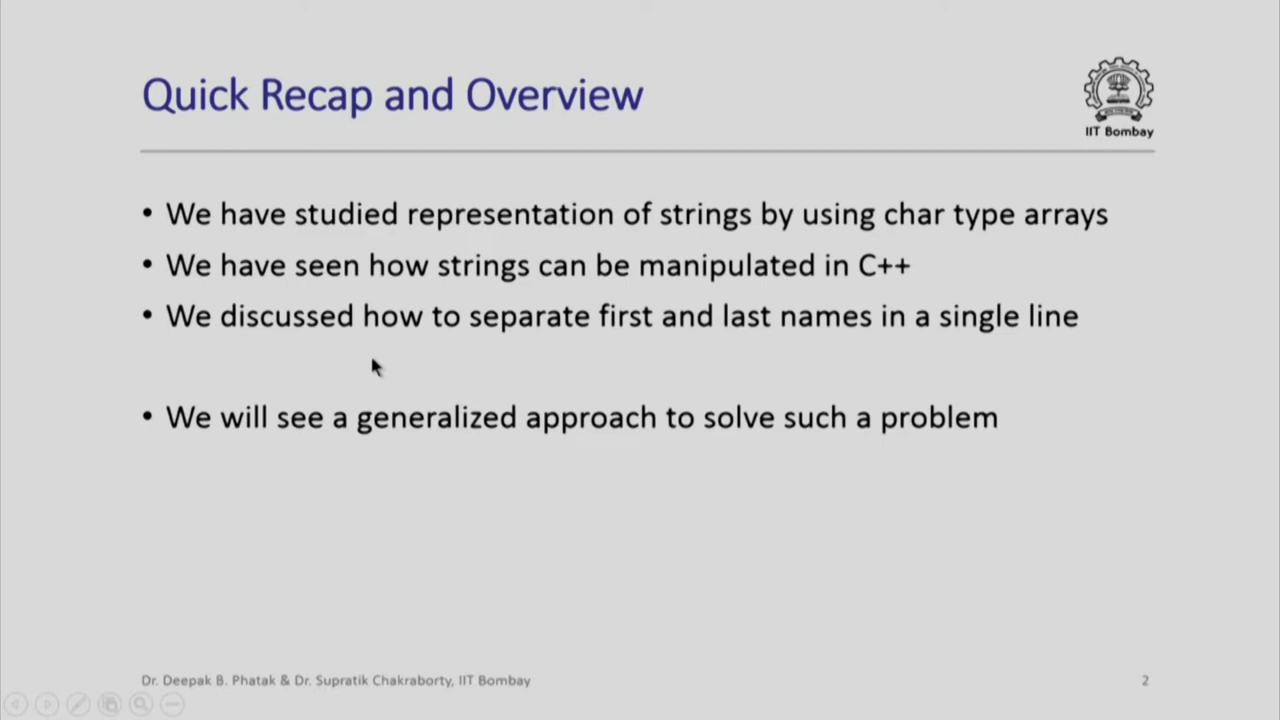 Quick Recap and Overview
IIT Bombay
• We have studied representation of strings by using char type arrays
• We have seen how strings can be manipulated in C++
• We discussed how to separate first and last names in a single line
• We will see a generalized approach to solve such a problem
Dr. Deepak B. Phatak & Dr. Supratik Chakraborty, IIT Bombay
2